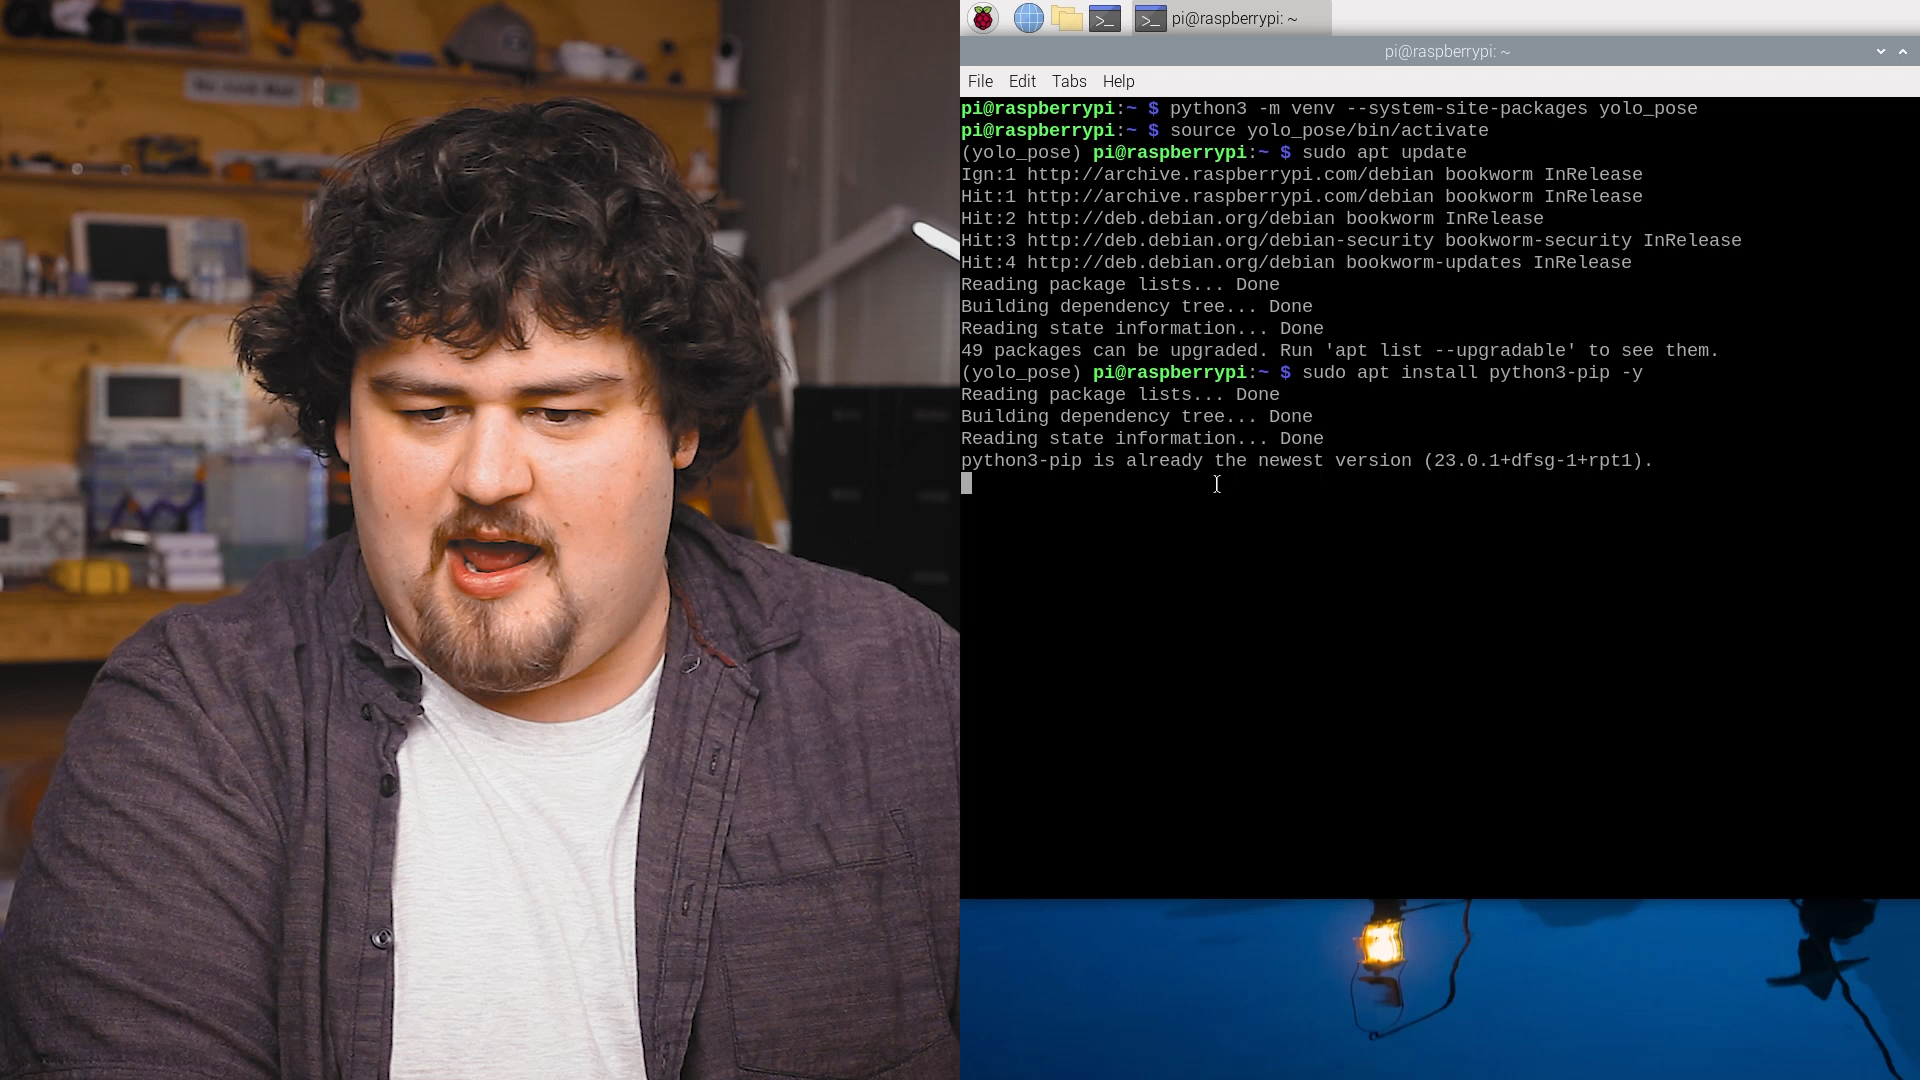 pi@raspberrypi: ~
pi@raspberrypi: ~
File Edit Tabs Help
pi@raspberrypi:~ $ python3 -m venv --system-site-packages yolo_pose
pi@raspberrypi:~ $ source yolo_pose/bin/activate
(yolo_pose) pi@raspberrypi:~ $ sudo apt update
Ign:1 http://archive.raspberrypi.com/debian bookworm InRelease
Hit:1 http://archive.raspberrypi.com/debian bookworm InRelease
Hit:2 http://deb.debian.org/debian bookworm InRelease
Hit:3 http://deb.debian.org/debian-security bookworm-security InRelease
Hit:4 http://deb.debian.org/debian bookworm-updates InRelease
Reading package lists... Done
Building dependency tree... Done
Reading state information... Done
49 packages can be upgraded. Run 'apt list --upgradable' to see them.
(yolo_pose) pi@raspberrypi:~ $ sudo apt install python3-pip -y
Reading package lists... Done
Building dependency tree... Done
Reading state information... Done
python3-pip is already the newest version (23.0.1+dfsg-1+rpt1).